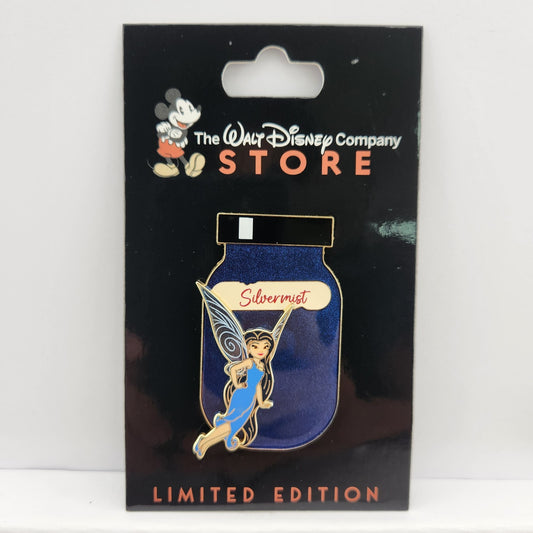 The WALT DISNEY Company
STORE
Silvermist
LIMITED EDITION